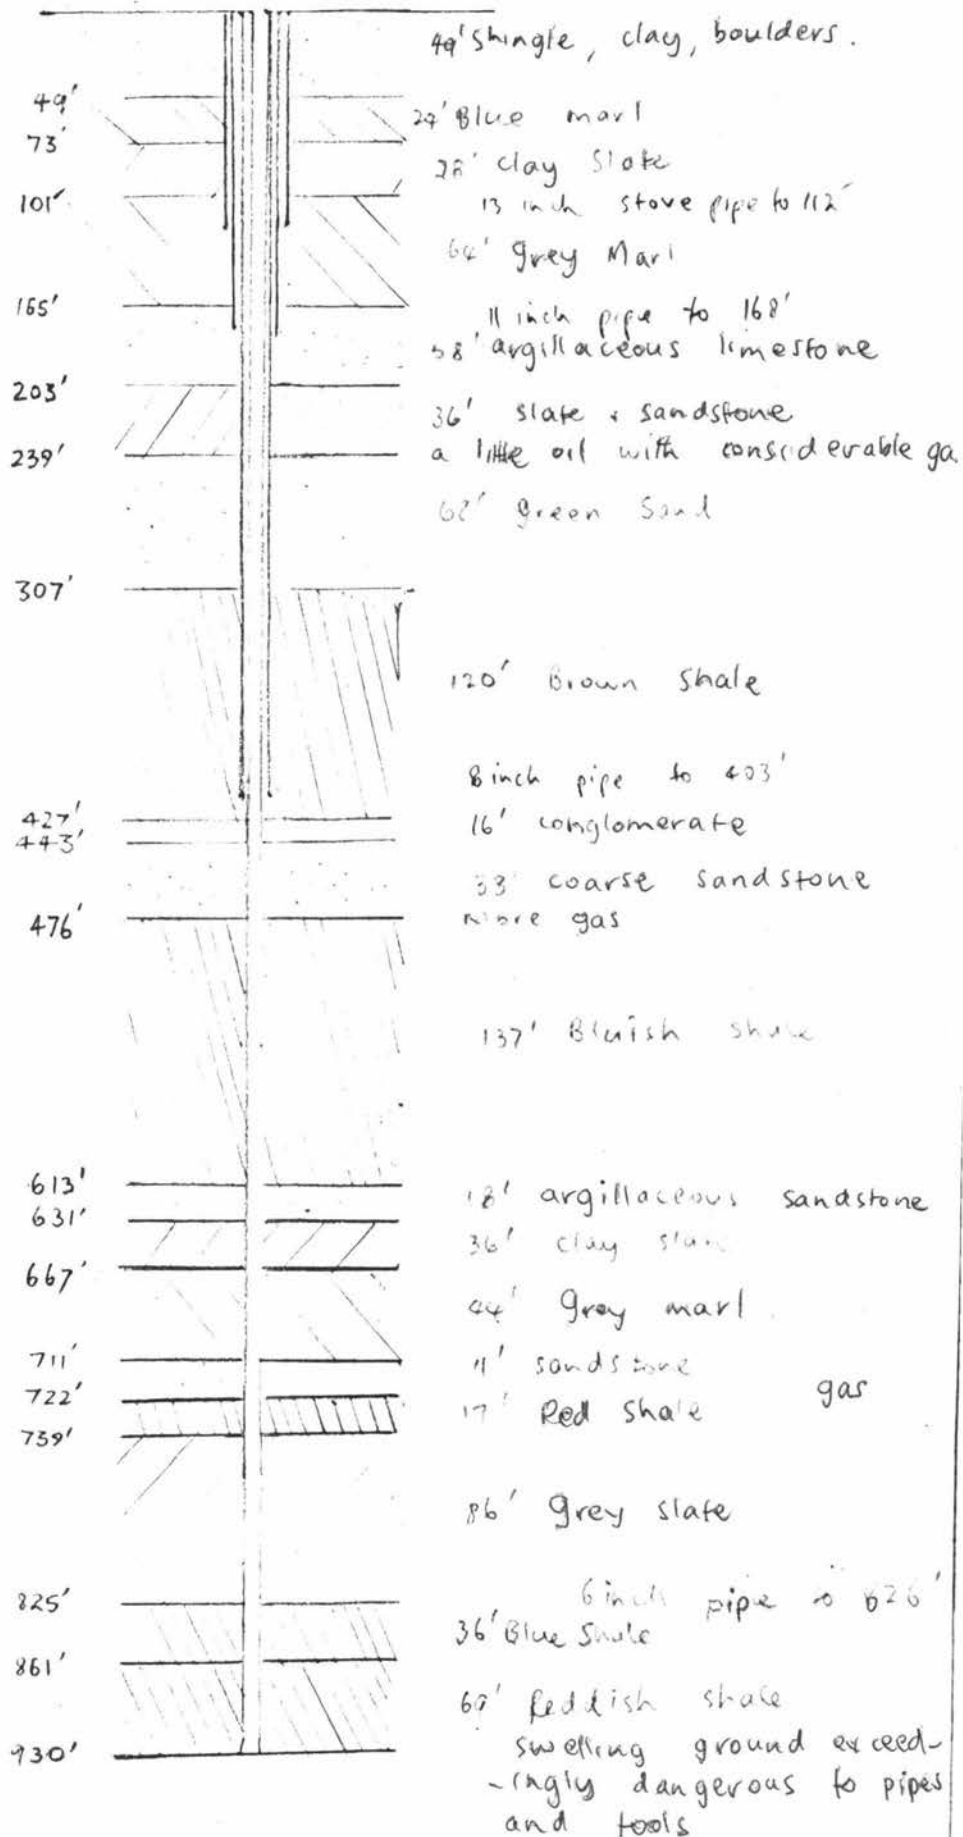 49' shingle, clay, boulders.
49'
24' Blue marl
73'
28' clay Slate
101'
13 inch stove pipe to 112'
64' Grey Marl
165'
11 inch pipe to 168'
38' argillaceous limestone
203'
36' slate & sandstone
239'
a little oil with considerable ga
68' Green Sand
307'
120' Brown Shale
8 inch pipe to 403'
427'
16' conglomerate
443'
33' coarse sandstone
476'
more gas
137' Bluish shale
613'
18' argillaceous sandstone
631'
36' clay
667'
44' Grey marl
711'
11' sandstone
722'
gas
17' Red Shale
739'
86' Grey slate
825'
6 inch pipe to 826'
36' Blue Shale
861'
69' Reddish shale
930'
swelling ground exceed-
-ingly dangerous to pipes
and tools